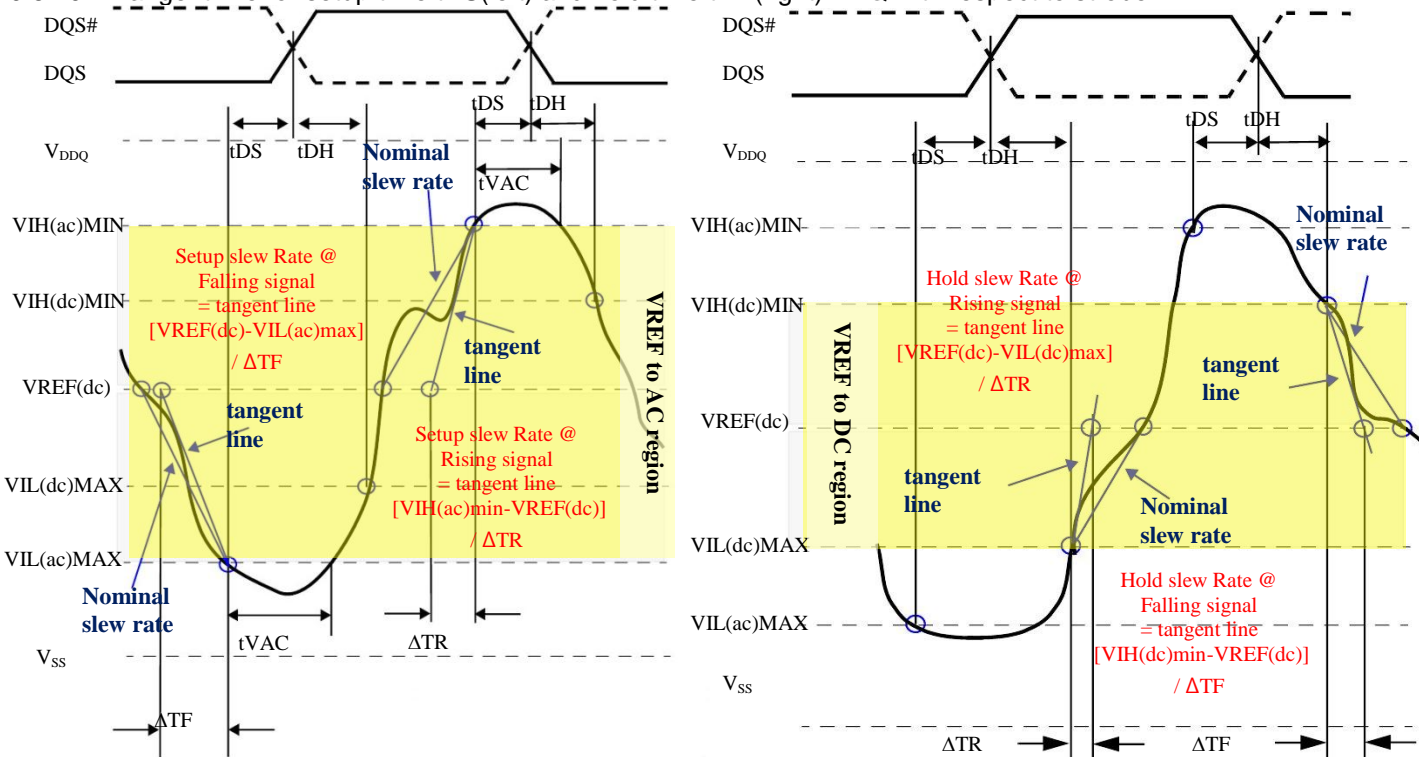 DQS#
DQS
tDS
tDH
tDS
tDH
VDDQ
Nominal
slew rate
tVAC
VIH(ac)MIN
Setup slew Rate @
Falling signal
= tangent line
[VREF(dc)-VIL(ac)max]
/ ΔTF
VIH(dc)MIN
tangent
line
VREF(dc)
tangent
line
Setup slew Rate @
Rising signal
= tangent line
[VIH(ac)min-VREF(dc)]
/ ΔTR
VREF to AC region
VIL(dc)MAX
VIL(ac)MAX
Nominal
slew rate
tVAC
ΔTR
VSS
ΔTF
DQS#
DQS
tDS
tDH
tDS
tDH
VDDQ
VIH(ac)MIN
Nominal
slew rate
Hold slew Rate @
Rising signal
= tangent line
[VREF(dc)-VIL(dc)max]
/ ΔTR
VIH(dc)MIN
VREF to DC region
tangent
line
VREF(dc)
tangent
line
Nominal
slew rate
VIL(dc)MAX
Hold slew Rate @
Falling signal
= tangent line
[VIH(dc)min-VREF(dc)]
/ ΔTF
VIL(ac)MAX
VSS
ΔTR
ΔTF